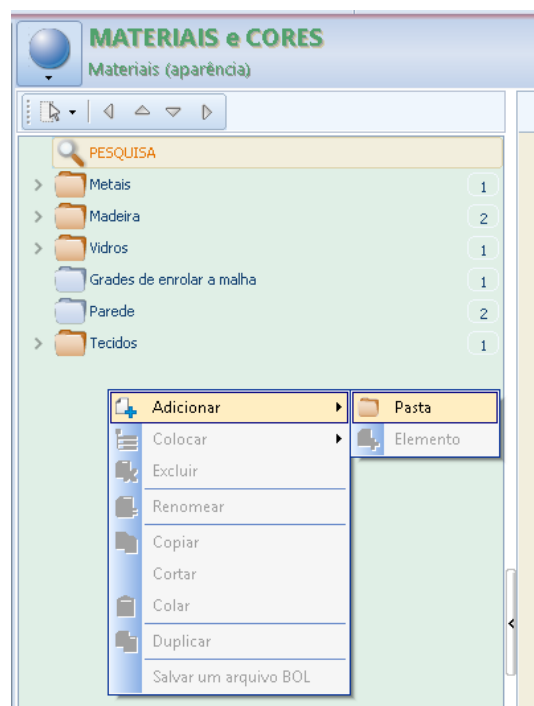 MATERIAIS e CORES
Materiais (aparência)
PESQUISA
Metais 1
Madeira 2
Vidros 1
Grades de enrolar a malha 1
Parede 2
Tecidos 1
Adicionar Pasta
Colocar Elemento
Excluir
Renomear
Copiar
Cortar
Colar
Duplicar
Salvar um arquivo BOL